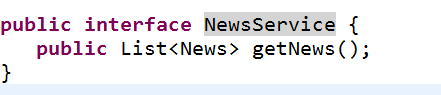 public interface NewsService {
public List<News> getNews();
}